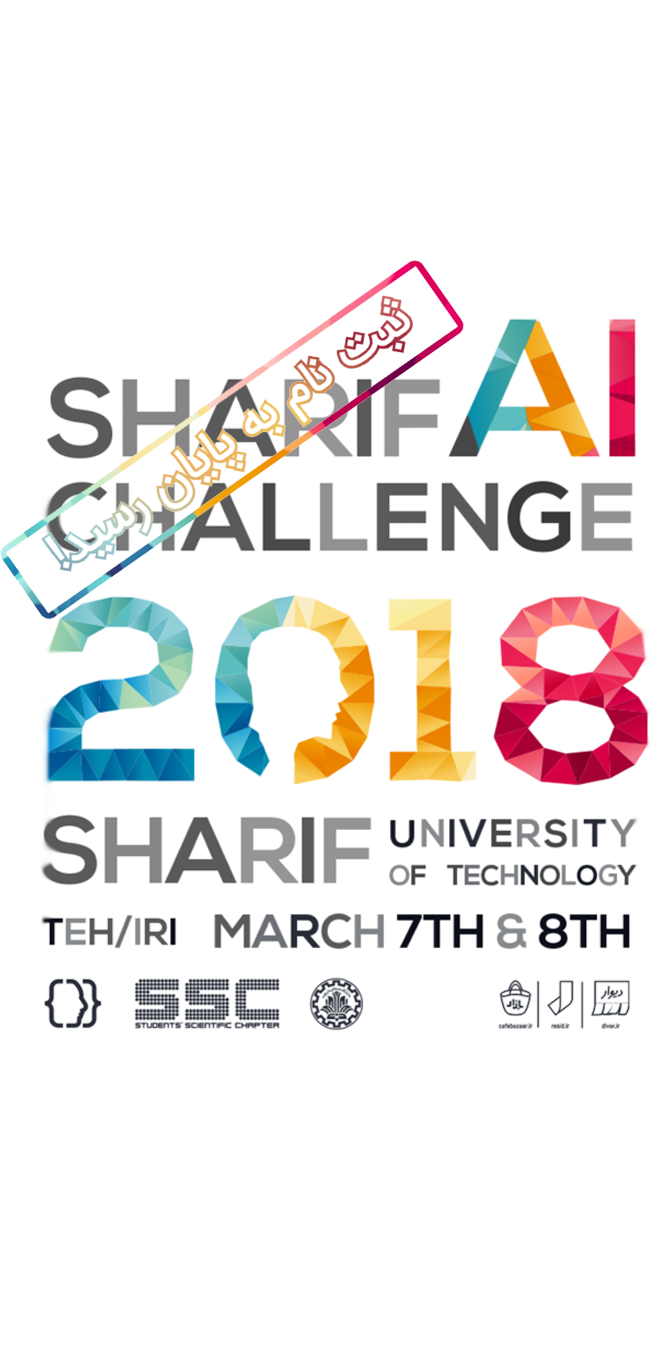 ثبت نام به پایان رسید!
SHARIF AI
CHALLENGE
2018
SHARIF UNIVERSITY
OF TECHNOLOGY
TEH/IRI MARCH 7TH & 8TH
SSC
STUDENTS' SCIENTIFIC CHAPTER
بازار
cafebazaar.ir
resid.ir
دیوار
divar.ir